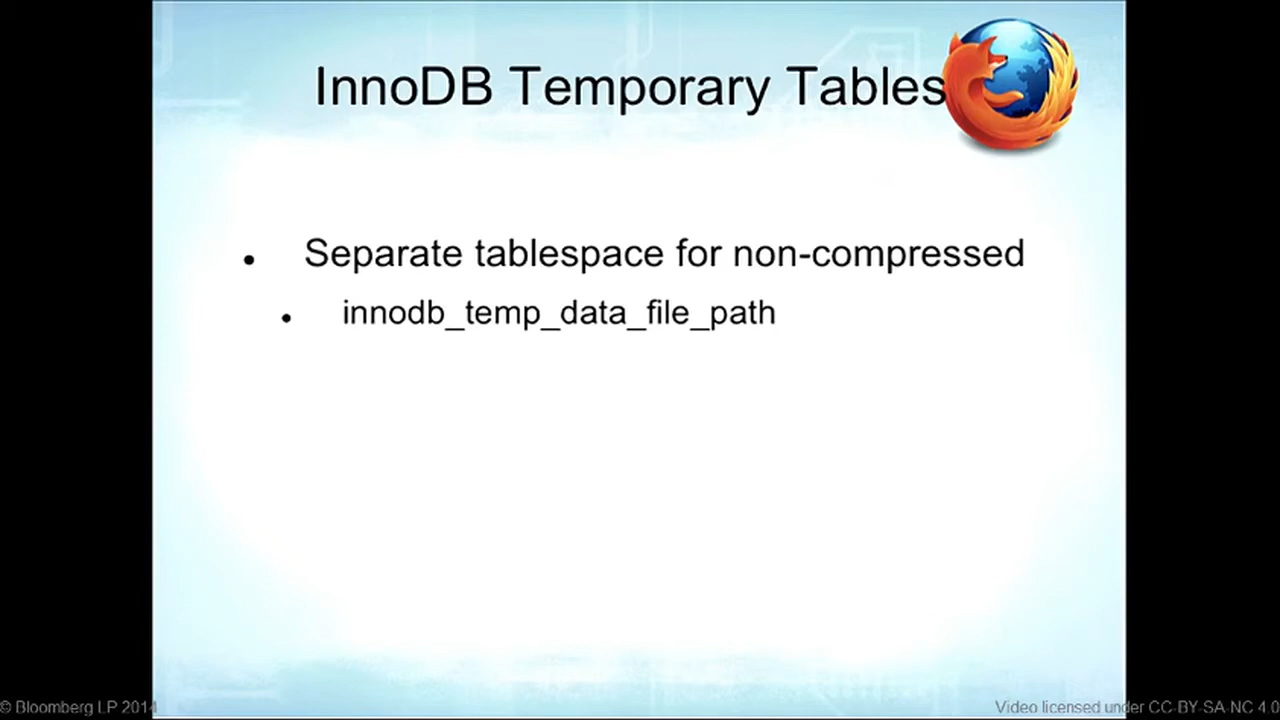 InnoDB Temporary Tables
• Separate tablespace for non-compressed
• innodb_temp_data_file_path
© Bloomberg LP 2014
Video licensed under CC-BY-SA-NC 4.0